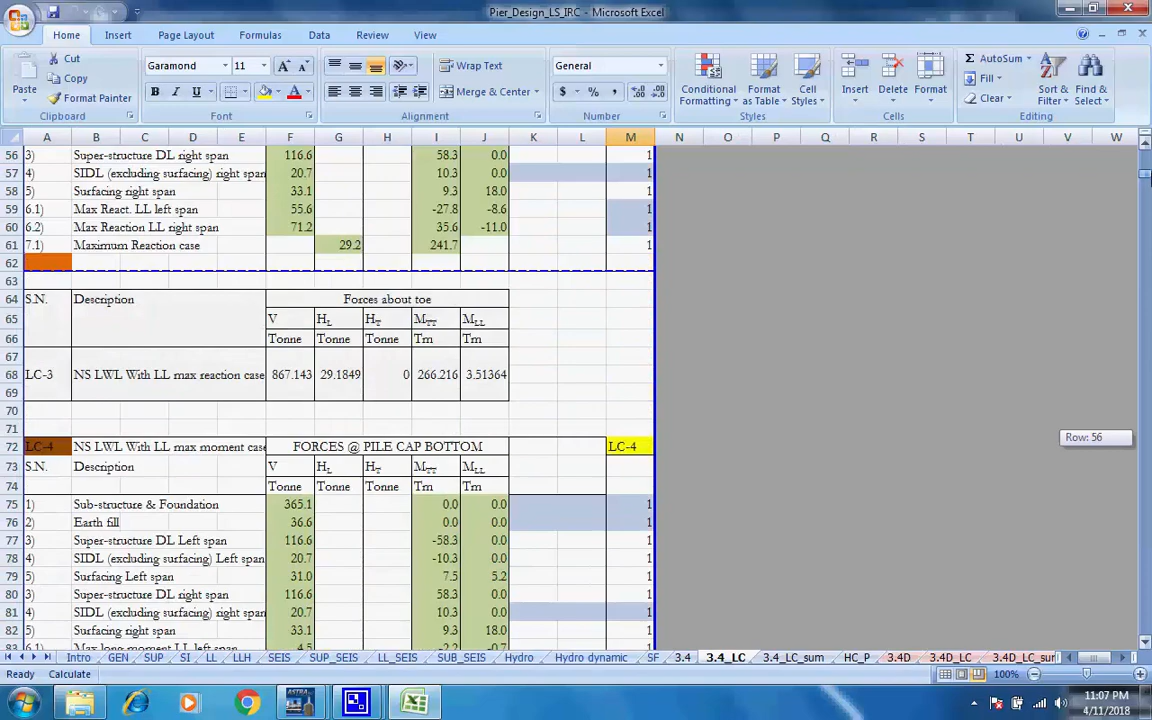 Pier_Design_LS_IRC - Microsoft Excel
Home Insert Page Layout Formulas Data Review View
Cut Garamond 11 Wrap Text General AutoSum
Copy Fill
Paste Format Painter B I U A Merge & Center $ % , Conditional Formatting Format as Table Cell Styles Insert Delete Format Clear Sort & Filter Find & Select
Clipboard Font Alignment Number Styles Cells Editing
A B C D E F G H I J K L M N O P Q R S T U V W
56 3) Super-structure DL right span 116.6 58.3 0.0 1
57 4) SIDL (excluding surfacing) right span 20.7 10.3 0.0 1
58 5) Surfacing right span 33.1 9.3 18.0 1
59 6.1) Max React. LL left span 55.6 -27.8 -8.6 1
60 6.2) Max Reaction LL right span 71.2 35.6 -11.0 1
61 7.1) Maximum Reaction case 29.2 241.7 1
62
63
64 S.N. Description Forces about toe
65 V HL HT MTT MLL
66 Tonne Tonne Tonne Tm Tm
67
68 LC-3 NS LWL With LL max reaction case 867.143 29.1849 0 266.216 3.51364
69
70
71
72 LC-4 NS LWL With LL max moment case FORCES @ PILE CAP BOTTOM LC-4
73 S.N. Description V HL HT MTT MLL
74 Tonne Tonne Tonne Tm Tm
75 1) Sub-structure & Foundation 365.1 0.0 0.0 1
76 2) Earth fill 36.6 0.0 0.0 1
77 3) Super-structure DL Left span 116.6 -58.3 0.0 1
78 4) SIDL (excluding surfacing) Left span 20.7 -10.3 0.0 1
79 5) Surfacing Left span 31.0 7.5 5.2 1
80 3) Super-structure DL right span 116.6 58.3 0.0 1
81 4) SIDL (excluding surfacing) right span 20.7 10.3 0.0 1
82 5) Surfacing right span 33.1 9.3 18.0 1
83 6.1) Max long moment LL left span 4.5 -2.2 -0.7 1
Row: 56
Intro GEN SUP SI LL LLH SEIS SUP_SEIS LL_SEIS SUB_SEIS Hydro Hydro dynamic SF 3.4 3.4_LC 3.4_LC_sum HC_P 3.4D 3.4D_LC 3.4D_LC_sum
Ready Calculate 100%
11:07 PM
4/11/2018